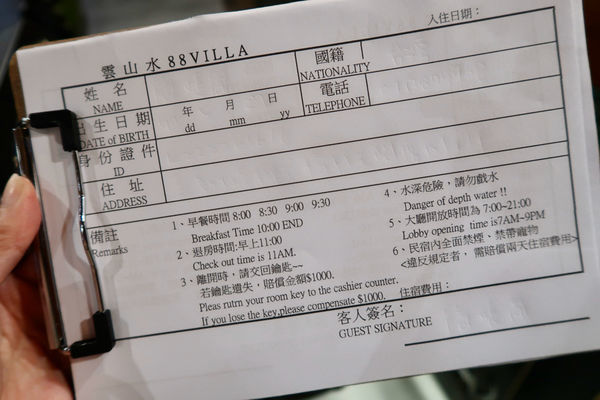 雲山水88VILLA
入住日期：
姓名
NAME
國籍
NATIONALITY
出生日期
DATE of BIRTH
年 月 日
dd mm yy
電話
TELEPHONE
身份證件
ID
住址
ADDRESS
備註
Remarks
1、早餐時間 8:00 8:30 9:00 9:30
Breakfast Time 10:00 END
2、退房時間:早上11:00
Check out time is 11AM.
3、離開時，請交回鑰匙~~
若鑰匙遺失，賠償金額$1000.
Pleas ruturn your room key to the cashier counter.
If you lose the key,please compensate $1000.
4、水深危險，請勿戲水
Danger of depth water !!
5、大廳開放時間為 7:00~21:00
Lobby opening time is7AM~9PM
6、民宿內全面禁煙、禁帶寵物
<違反規定者，需賠償兩天住宿費用>
住宿費用：
客人簽名：
GUEST SIGNATURE